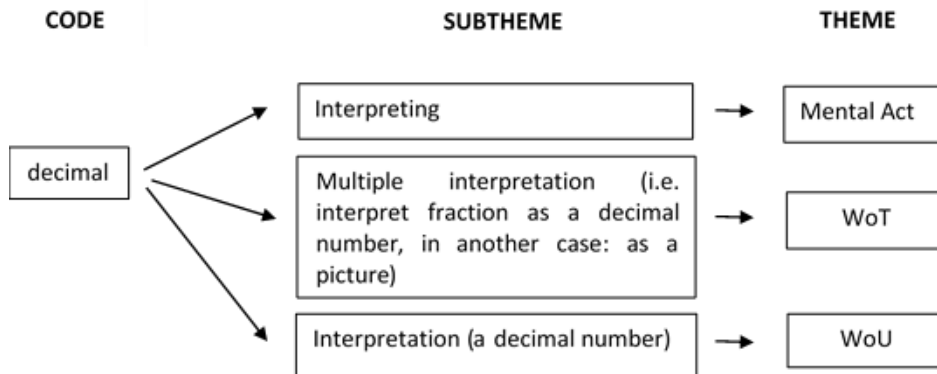 CODE SUBTHEME THEME
Interpreting
Mental Act
decimal
Multiple interpretation (i.e.
interpret fraction as a decimal
number, in another case: as a
picture)
WoT
Interpretation (a decimal number)
WoU